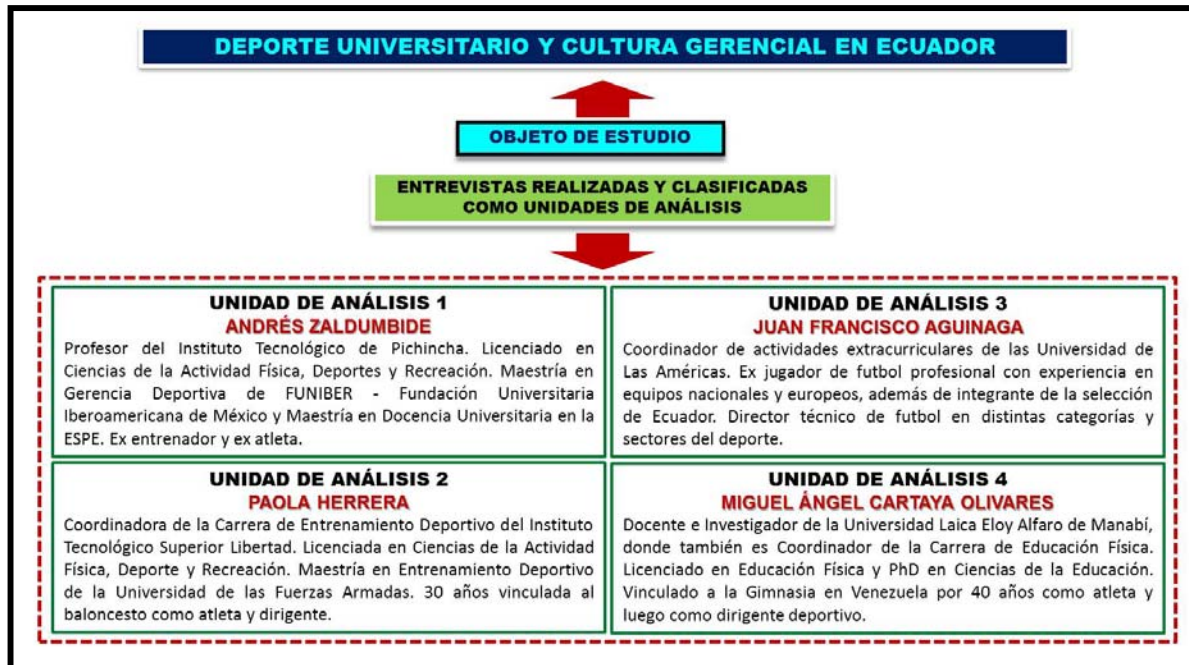 DEPORTE UNIVERSITARIO Y CULTURA GERENCIAL EN ECUADOR
OBJETO DE ESTUDIO
ENTREVISTAS REALIZADAS Y CLASIFICADAS
COMO UNIDADES DE ANÁLISIS
UNIDAD DE ANÁLISIS 1
ANDRÉS ZALDUMBIDE
Profesor del Instituto Tecnológico de Pichincha. Licenciado en
Ciencias de la Actividad Física, Deportes y Recreación. Maestría en
Gerencia Deportiva de FUNIBER - Fundación Universitaria
Iberoamericana de México y Maestría en Docencia Universitaria en la
ESPE. Ex entrenador y ex atleta.
UNIDAD DE ANÁLISIS 2
PAOLA HERRERA
Coordinadora de la Carrera de Entrenamiento Deportivo del Instituto
Tecnológico Superior Libertad. Licenciada en Ciencias de la Actividad
Física, Deporte y Recreación. Maestría en Entrenamiento Deportivo
de la Universidad de las Fuerzas Armadas. 30 años vinculada al
baloncesto como atleta y dirigente.
UNIDAD DE ANÁLISIS 3
JUAN FRANCISCO AGUINAGA
Coordinador de actividades extracurriculares de las Universidad de
Las Américas. Ex jugador de futbol profesional con experiencia en
equipos nacionales y europeos, además de integrante de la selección
de Ecuador. Director técnico de futbol en distintas categorías y
sectores del deporte.
UNIDAD DE ANÁLISIS 4
MIGUEL ÁNGEL CARTAYA OLIVARES
Docente e Investigador de la Universidad Laica Eloy Alfaro de Manabí,
donde también es Coordinador de la Carrera de Educación Física.
Licenciado en Educación Física y PhD en Ciencias de la Educación.
Vinculado a la Gimnasia en Venezuela por 40 años como atleta y
luego como dirigente deportivo.